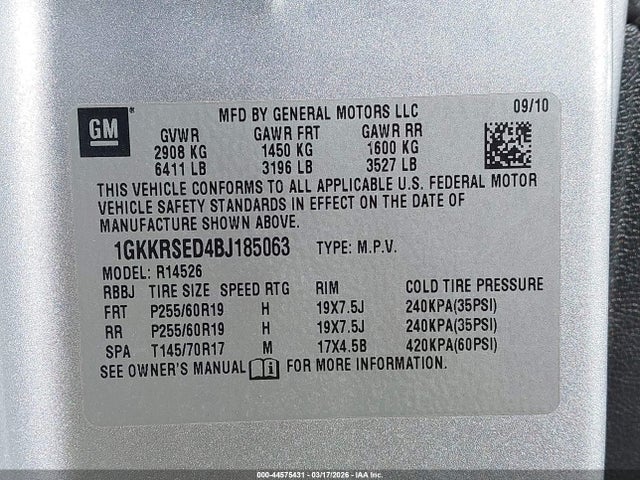 GM
MFD BY GENERAL MOTORS LLC 09/10
GVWR GAWR FRT GAWR RR
2908 KG 1450 KG 1600 KG
6411 LB 3196 LB 3527 LB
THIS VEHICLE CONFORMS TO ALL APPLICABLE U.S. FEDERAL MOTOR
VEHICLE SAFETY STANDARDS IN EFFECT ON THE DATE OF
MANUFACTURE SHOWN ABOVE.
1GKKRSED4BJ185063 TYPE: M.P.V.
MODEL: R14526
RBBJ TIRE SIZE SPEED RTG RIM COLD TIRE PRESSURE
FRT P255/60R19 H 19X7.5J 240KPA(35PSI)
RR P255/60R19 H 19X7.5J 240KPA(35PSI)
SPA T145/70R17 M 17X4.5B 420KPA(60PSI)
SEE OWNER'S MANUAL FOR MORE INFORMATION.
000-44575431 - 03/17/2026 - IAA Inc.